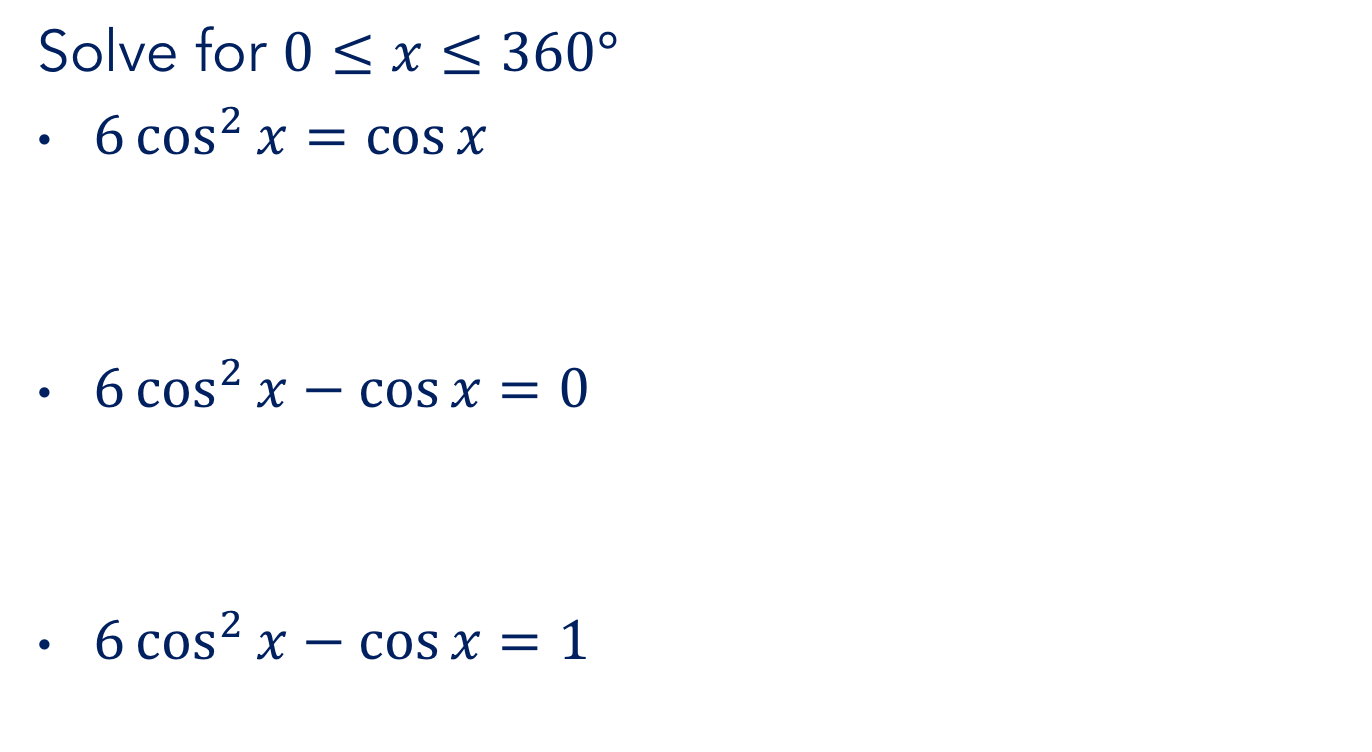 Solve for 0 ≤ x ≤ 360°
• 6 cos² x = cos x
• 6 cos² x − cos x = 0
• 6 cos² x − cos x = 1